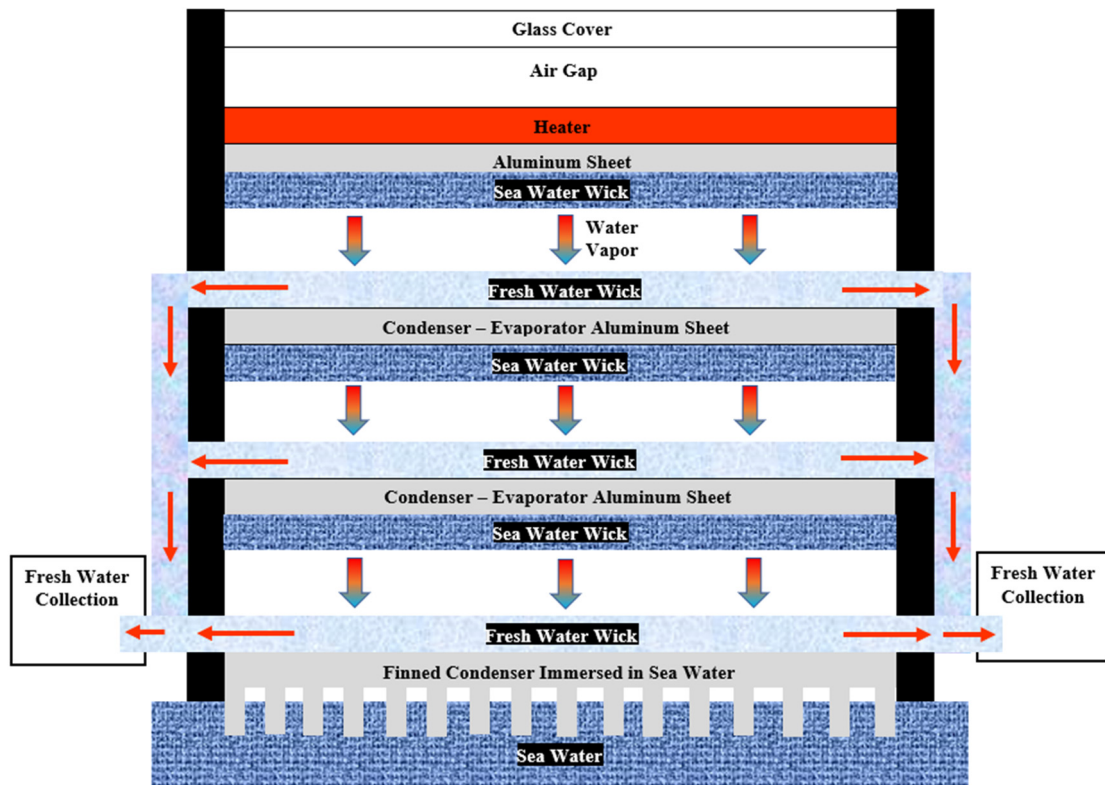 Glass Cover
Air Gap
Heater
Aluminum Sheet
Sea Water Wick
Water
Vapor
Fresh Water Wick
Condenser – Evaporator Aluminum Sheet
Sea Water Wick
Fresh Water Wick
Condenser – Evaporator Aluminum Sheet
Sea Water Wick
Fresh Water
Collection
Fresh Water
Collection
Fresh Water Wick
Finned Condenser Immersed in Sea Water
Sea Water